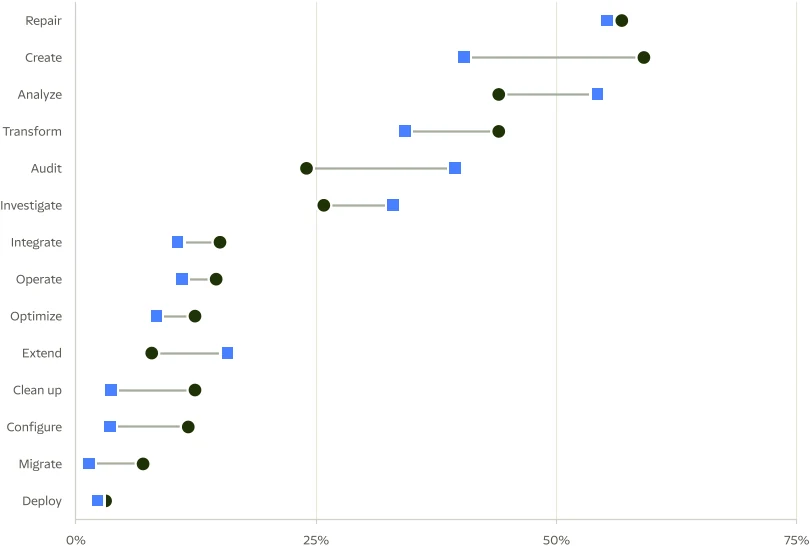 Repair
Create
Analyze
Transform
Audit
Investigate
Integrate
Operate
Optimize
Extend
Clean up
Configure
Migrate
Deploy
0% 25% 50% 75%